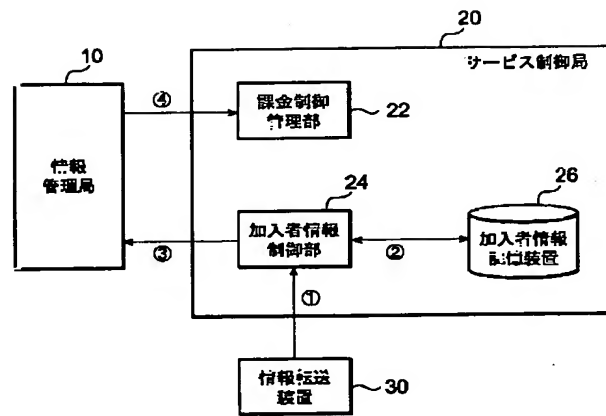 20
サービス制御局
10
情報
管理局
④
課金制御
管理部
22
24
加入者情報
制御部
③
②
26
加入者情報
記憶装置
①
情報転送
装置
30